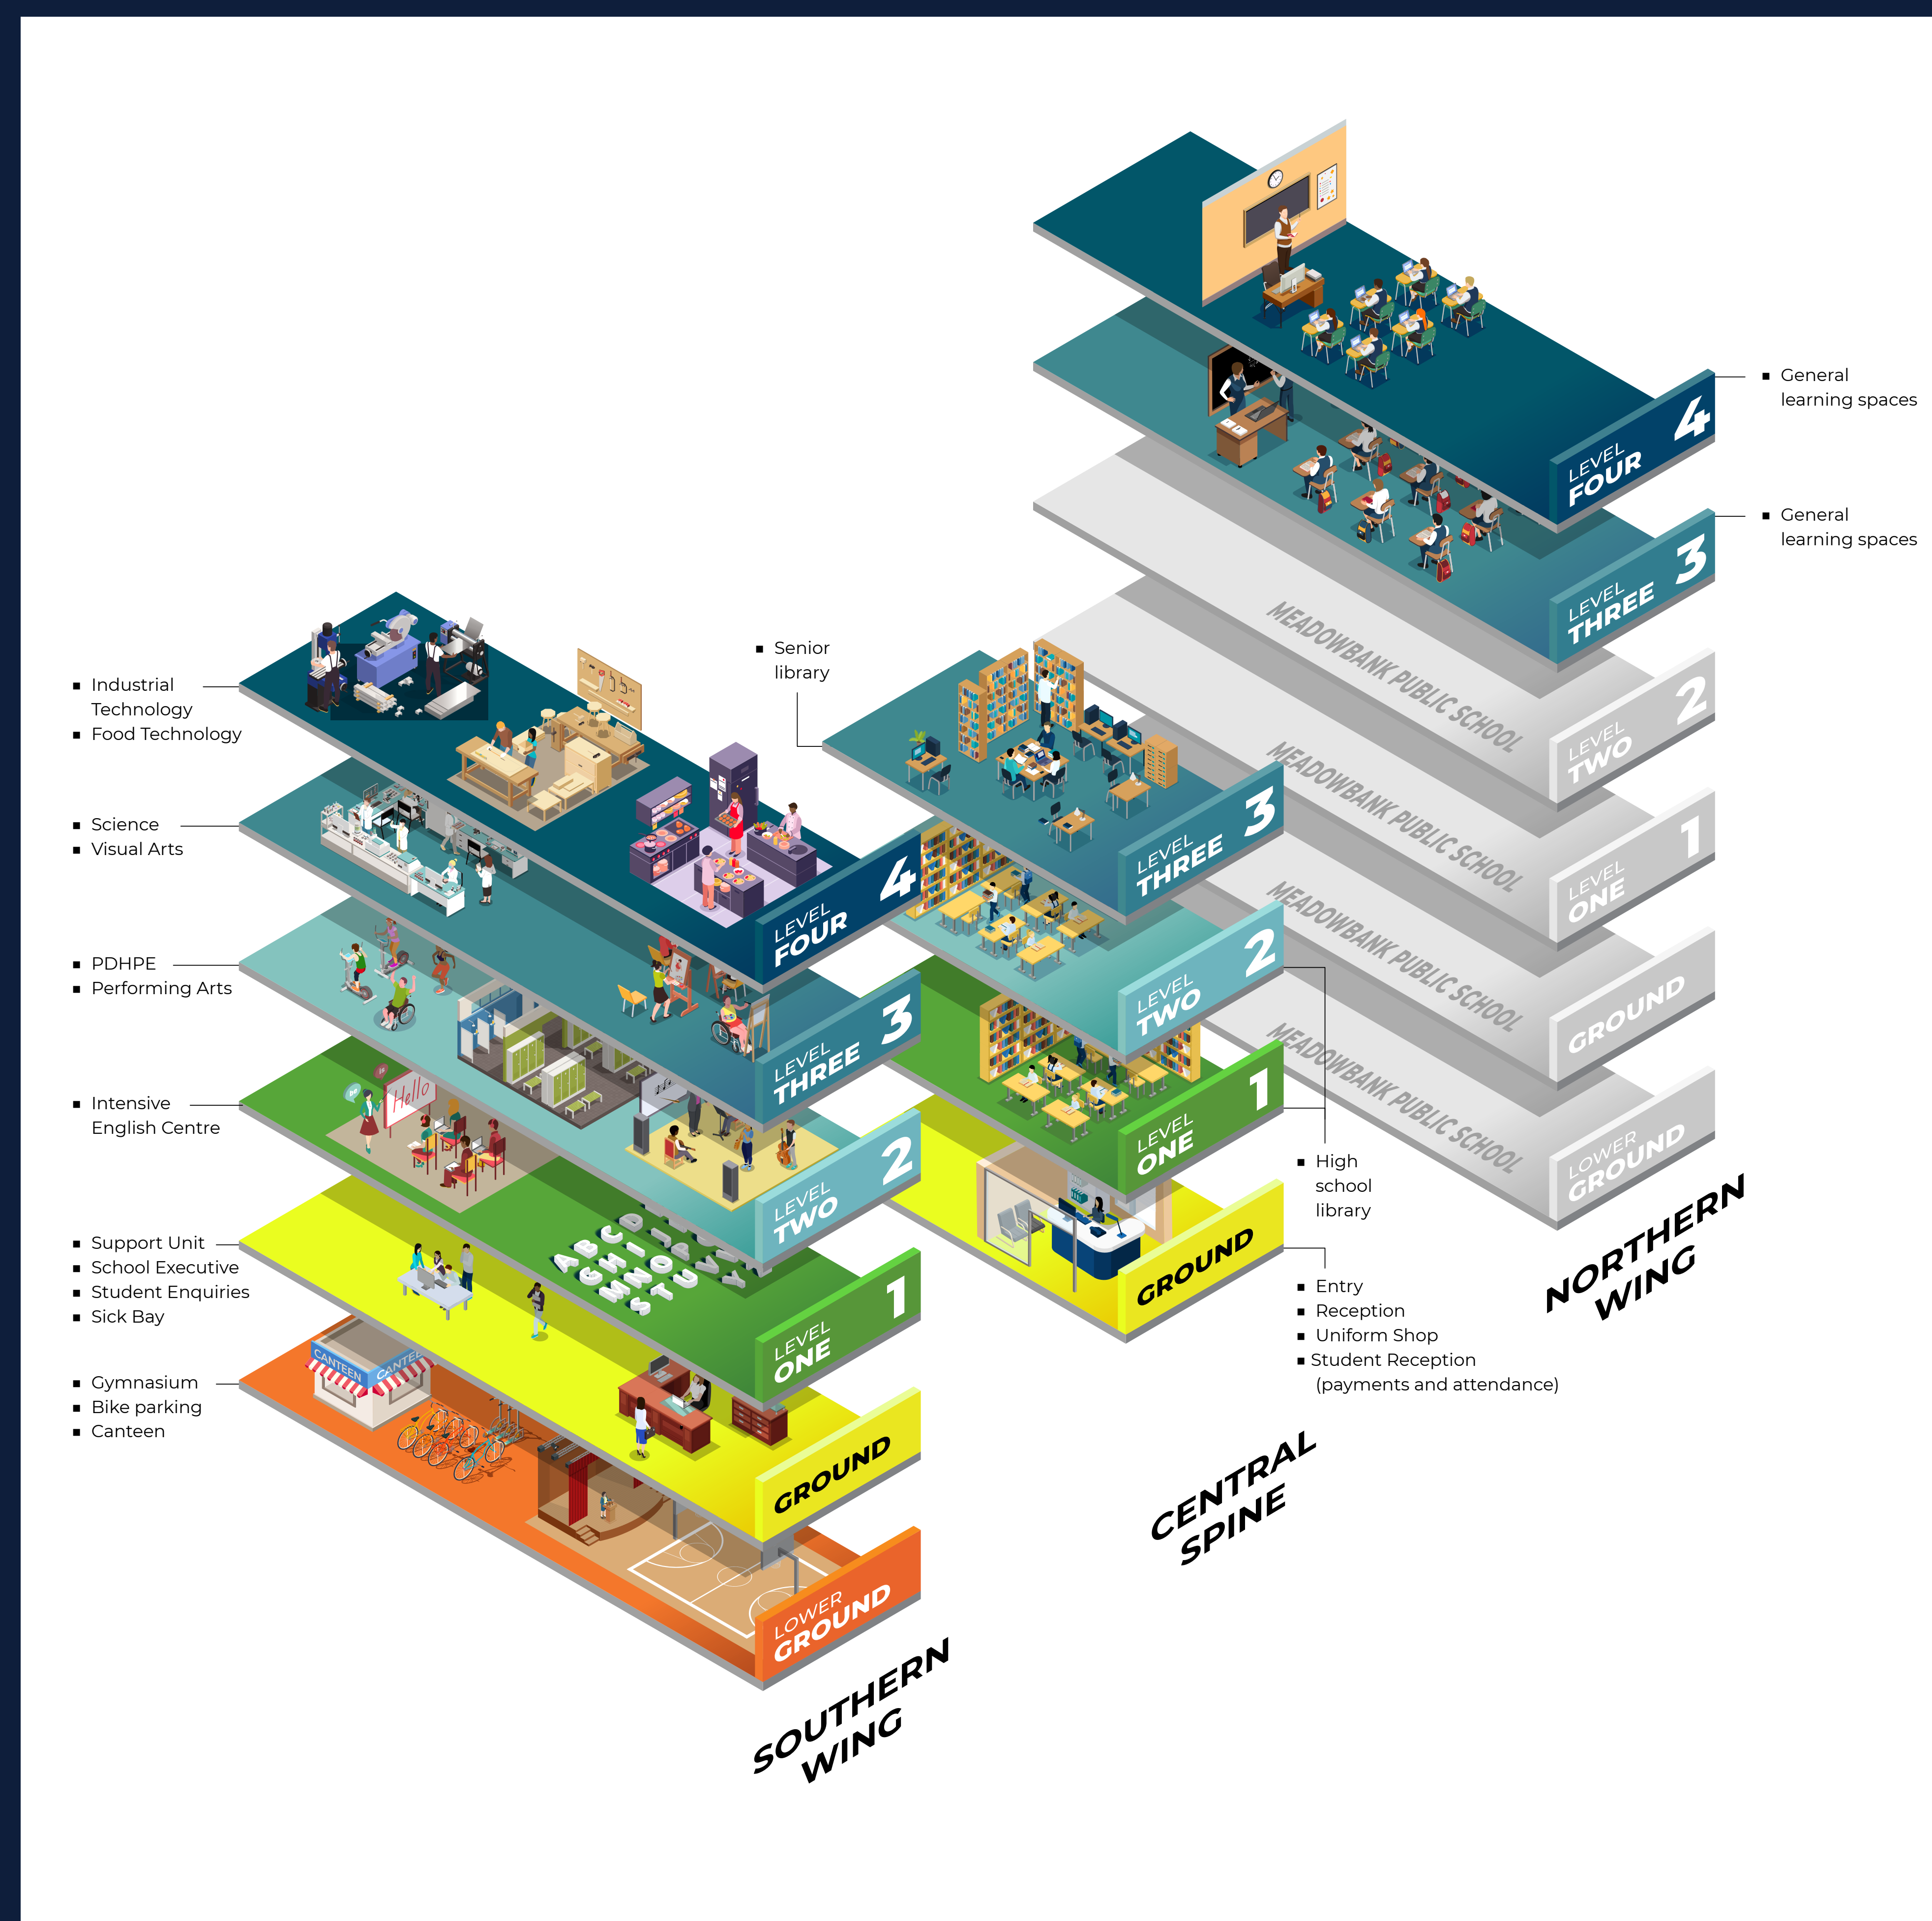 ■ Industrial
Technology
■ Food Technology
■ Science
■ Visual Arts
■ PDHPE
■ Performing Arts
■ Intensive
English Centre
■ Support Unit
■ School Executive
■ Student Enquiries
■ Sick Bay
■ Gymnasium
■ Bike parking
■ Canteen
LEVEL
FOUR 4
LEVEL
THREE 3
LEVEL
TWO 2
Hello
LEVEL
ONE 1
GROUND
CANTEEN
LOWER
GROUND
SOUTHERN
WING
■ Senior
library
LEVEL
THREE 3
LEVEL
TWO 2
LEVEL
ONE 1
GROUND
■ High
school
library
■ Entry
■ Reception
■ Uniform Shop
■ Student Reception
(payments and attendance)
CENTRAL
SPINE
LEVEL
FOUR 4
■ General
learning spaces
LEVEL
THREE 3
■ General
learning spaces
MEADOWBANK PUBLIC SCHOOL
LEVEL
TWO 2
MEADOWBANK PUBLIC SCHOOL
LEVEL
ONE 1
MEADOWBANK PUBLIC SCHOOL
GROUND
MEADOWBANK PUBLIC SCHOOL
LOWER
GROUND
NORTHERN
WING